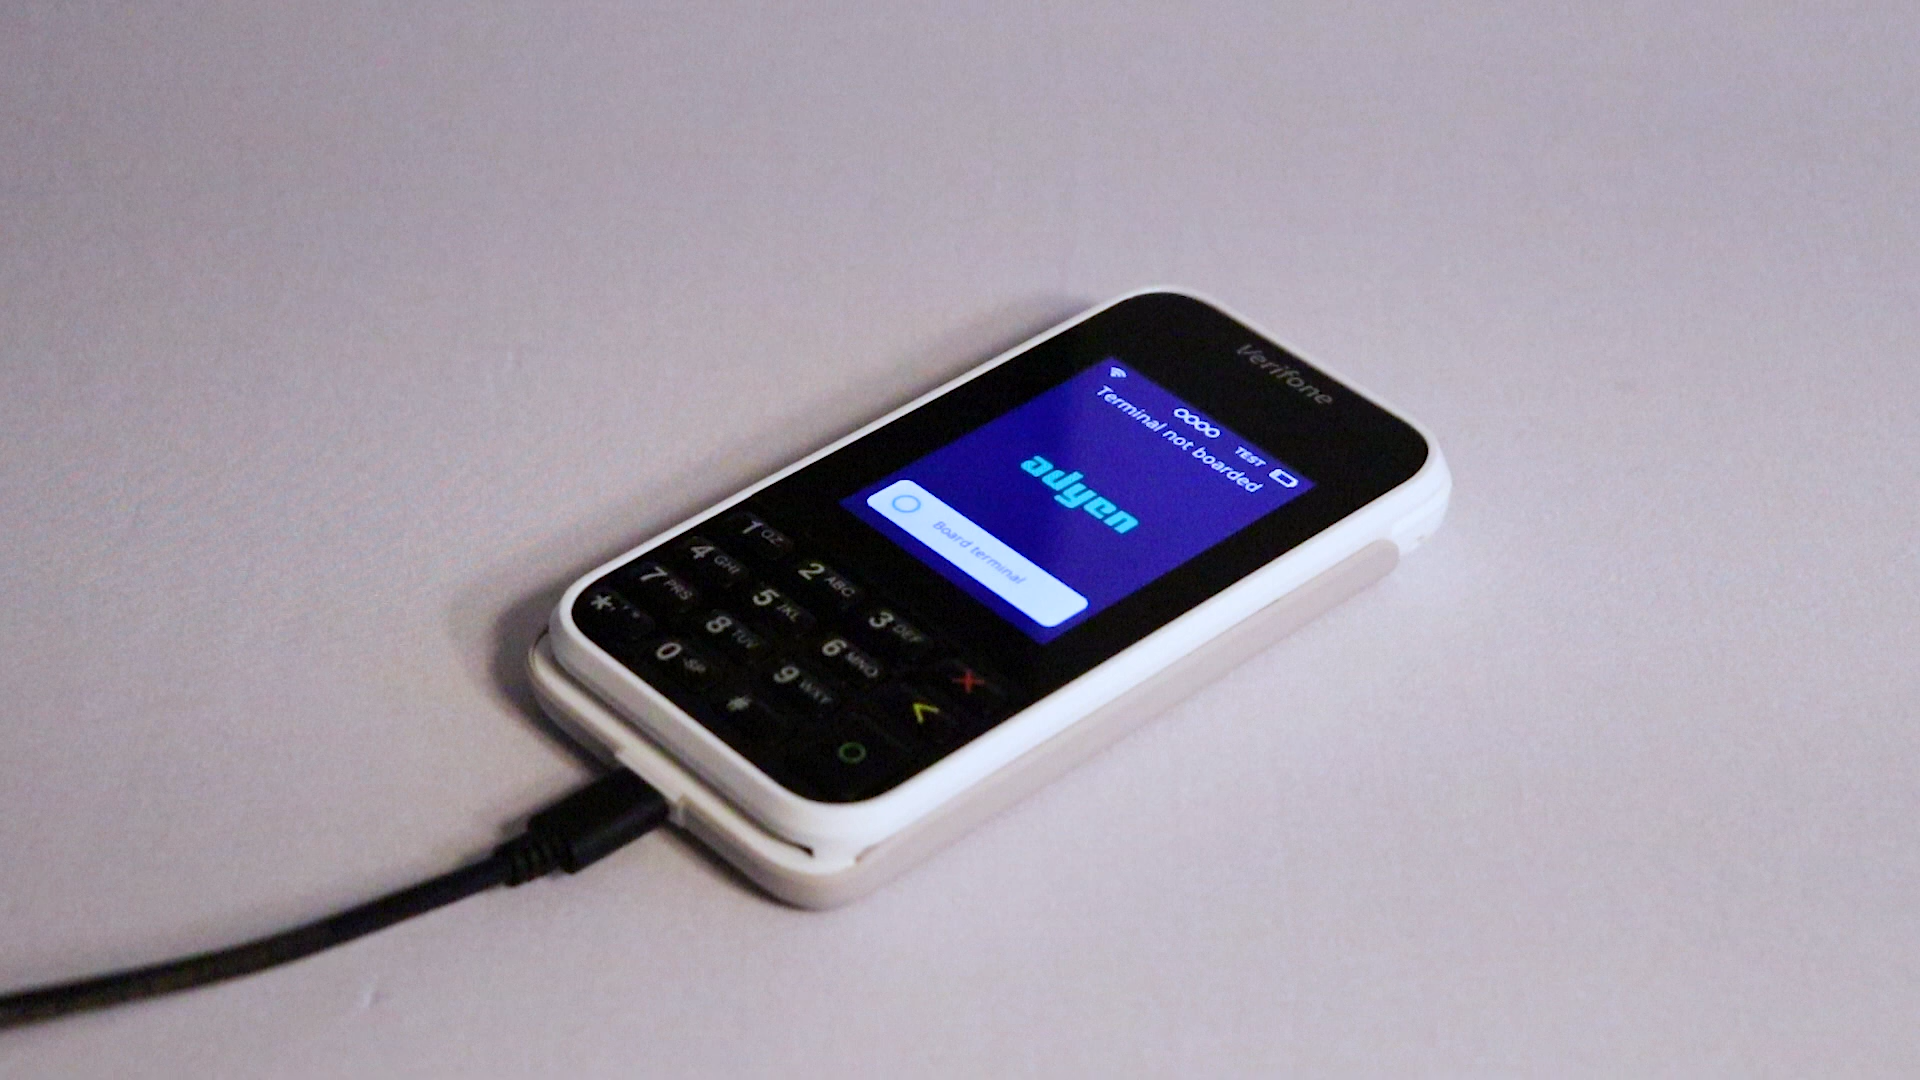 Verifone
TEST
Terminal not boarded
adyen
Board terminal
1 QZ
2 ABC
3 DEF
4 GHI
5 JKL
6 MNO
7 PRS
8 TUV
9 WXY
0 -SP
#